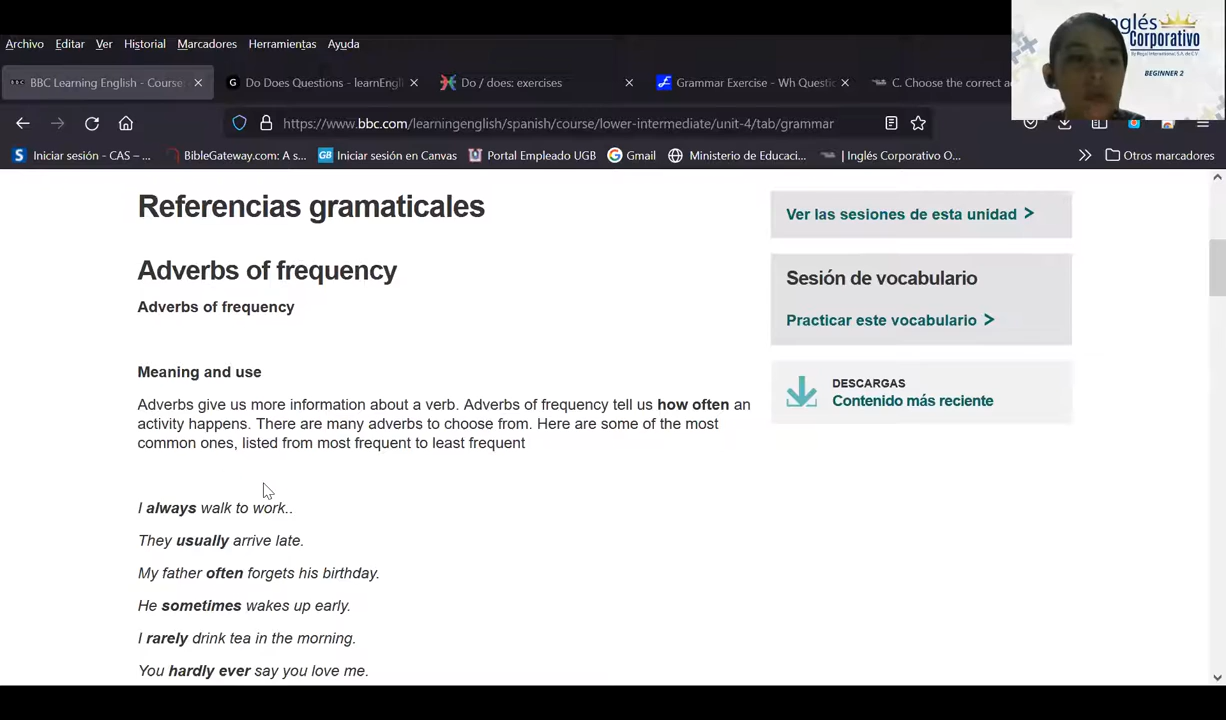 Archivo Editar Ver Historial Marcadores Herramientas Ayuda
Inglés
Corporativo
By Regal International, S.A. de C.V.
BEGINNER 2
BBC BBC Learning English - Course:
G Do Does Questions - learnEngli
Do / does: exercises
Grammar Exercise - Wh Questic
C. Choose the correct a
https://www.bbc.com/learningenglish/spanish/course/lower-intermediate/unit-4/tab/grammar
S Iniciar sesión - CAS – ...
BibleGateway.com: A s...
GB Iniciar sesión en Canvas
Portal Empleado UGB
Gmail
Ministerio de Educaci...
| Inglés Corporativo O...
Otros marcadores
Referencias gramaticales
Adverbs of frequency
Adverbs of frequency
Meaning and use
Adverbs give us more information about a verb. Adverbs of frequency tell us how often an
activity happens. There are many adverbs to choose from. Here are some of the most
common ones, listed from most frequent to least frequent
I always walk to work..
They usually arrive late.
My father often forgets his birthday.
He sometimes wakes up early.
I rarely drink tea in the morning.
You hardly ever say you love me.
Ver las sesiones de esta unidad >
Sesión de vocabulario
Practicar este vocabulario >
DESCARGAS
Contenido más reciente